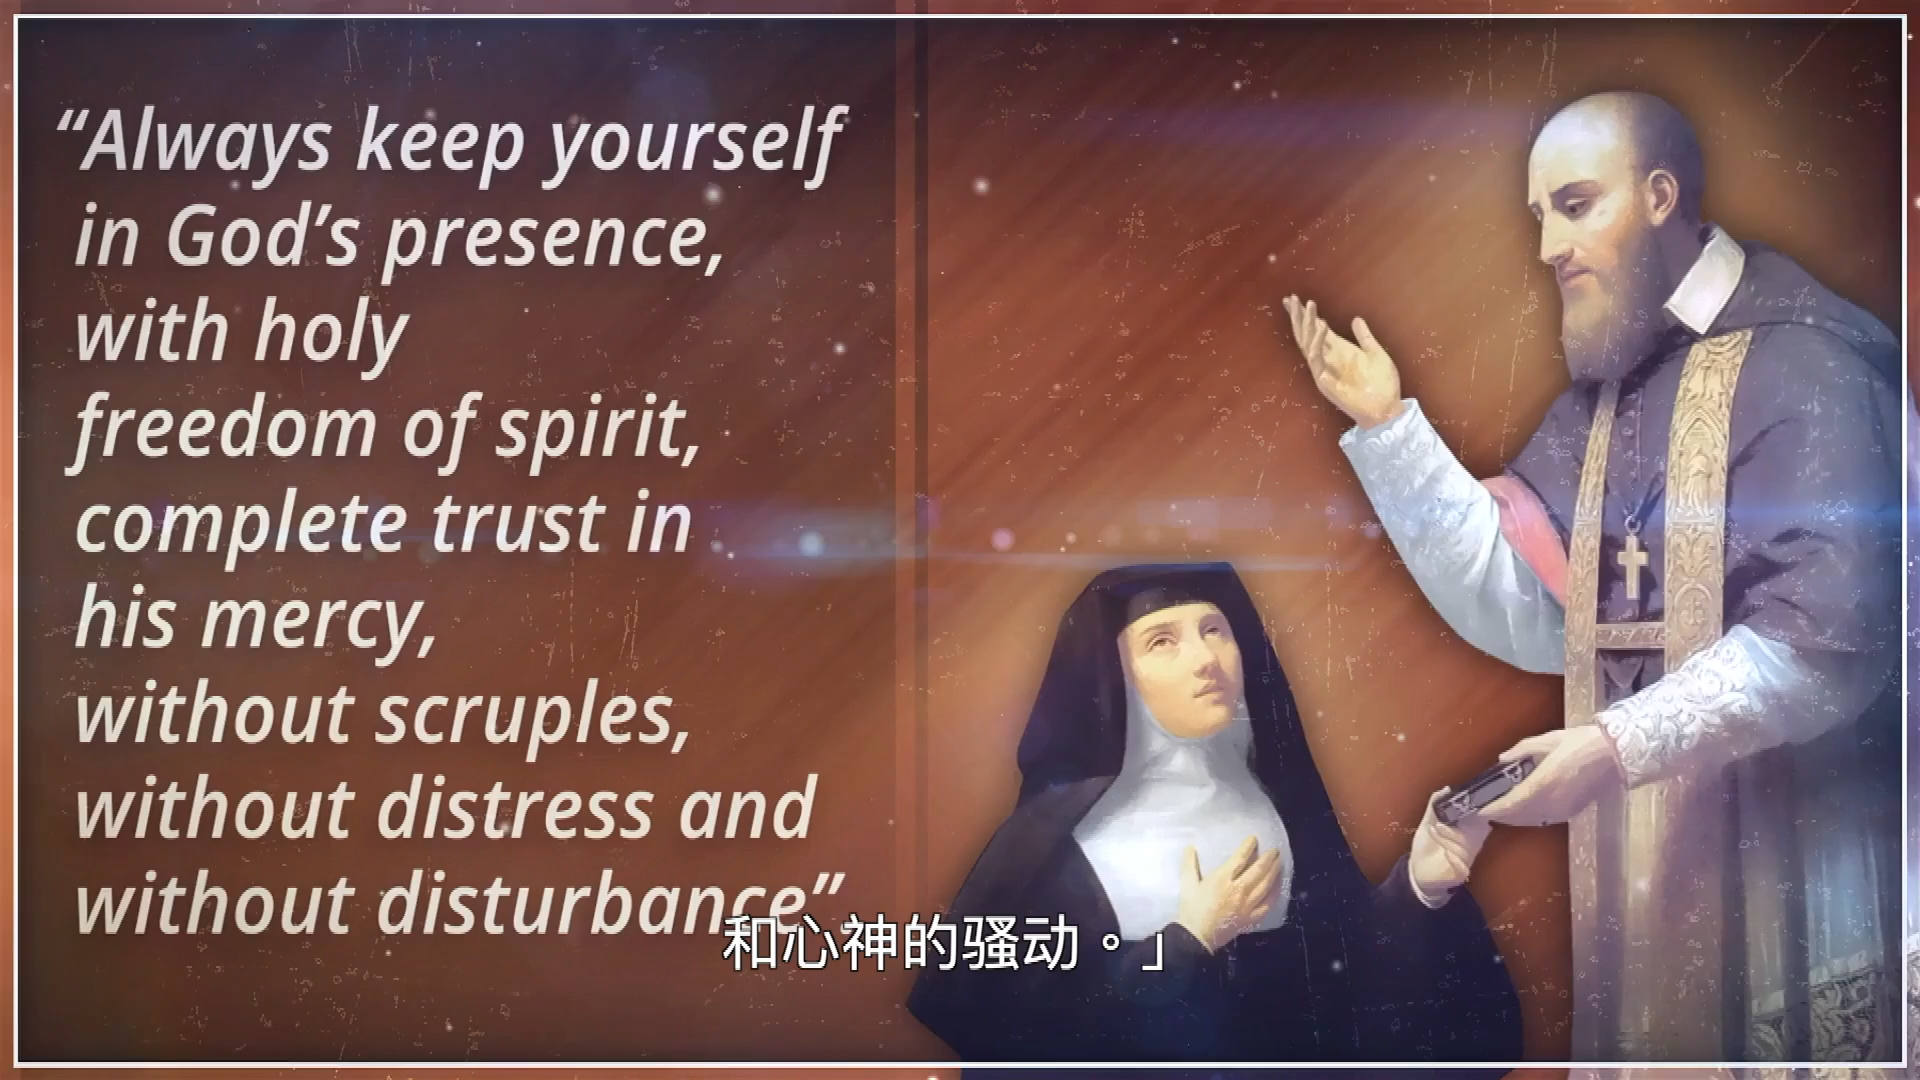 “Always keep yourself
in God’s presence,
with holy
freedom of spirit,
complete trust in
his mercy,
without scruples,
without distress and
without disturbance”
和心神的骚动。」